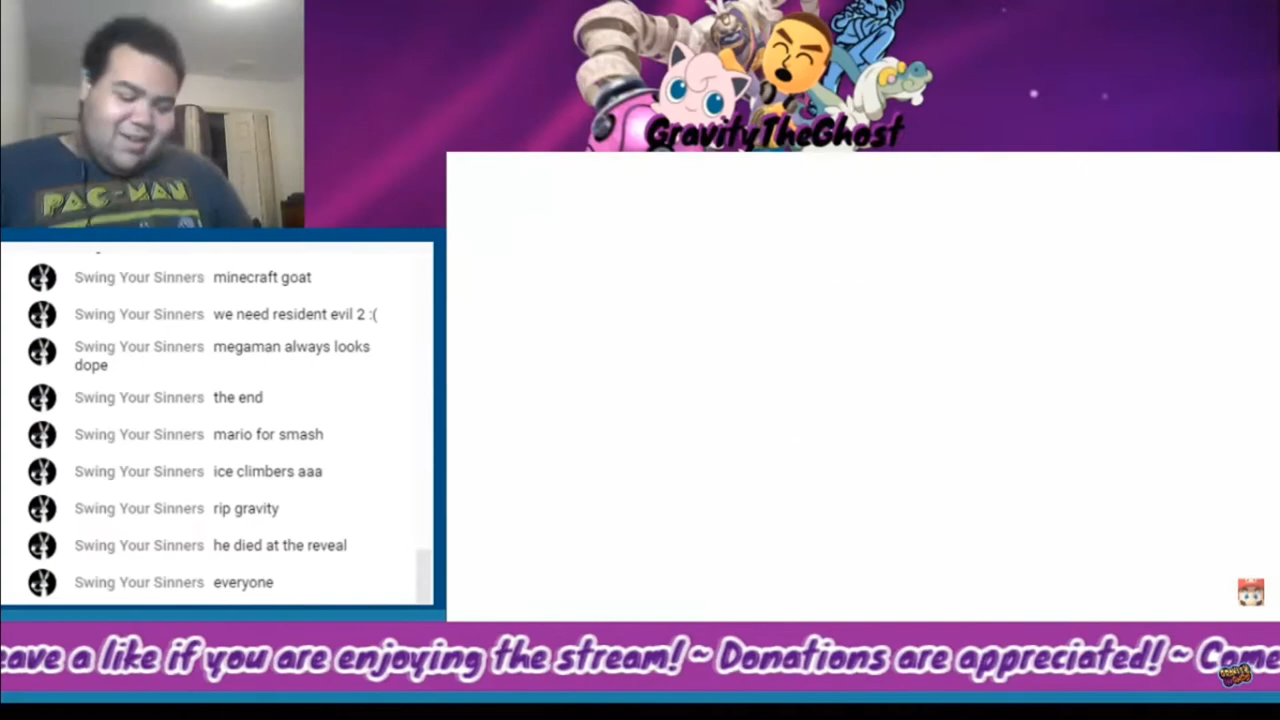 GravityTheGhost
PAC-MAN
Swing Your Sinners minecraft goat
Swing Your Sinners we need resident evil 2 :(
Swing Your Sinners megaman always looks
dope
Swing Your Sinners the end
Swing Your Sinners mario for smash
Swing Your Sinners ice climbers aaa
Swing Your Sinners rip gravity
Swing Your Sinners he died at the reveal
Swing Your Sinners everyone
eave a like if you are enjoying the stream! ~ Donations are appreciated! ~ Come